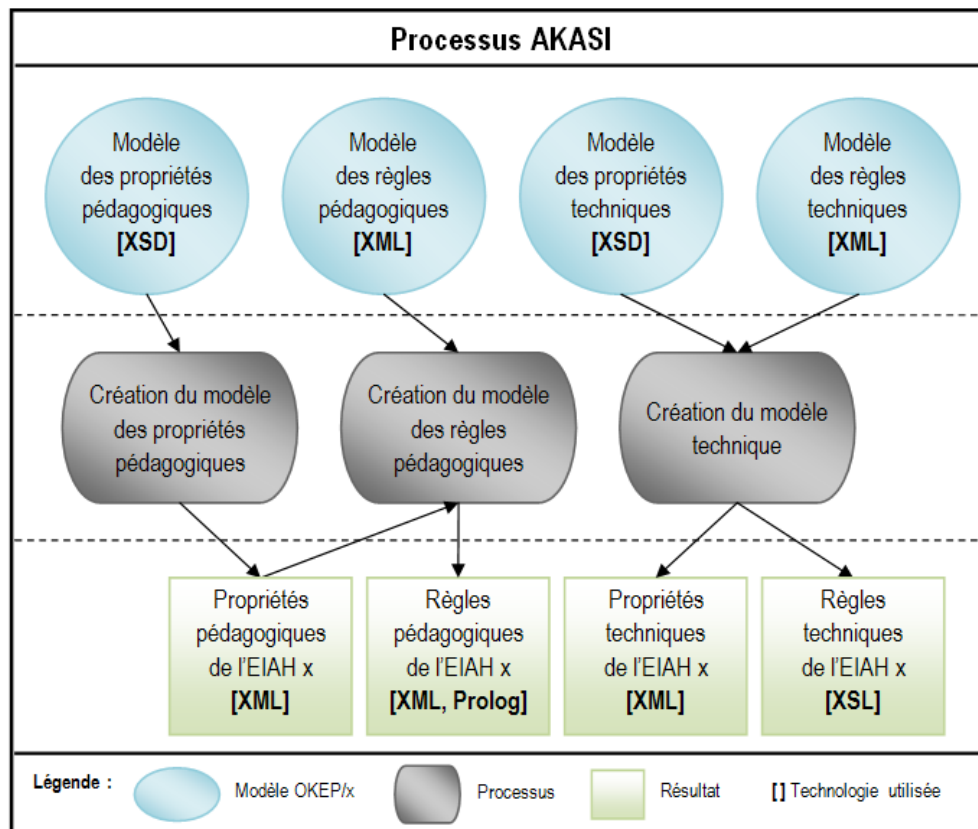 Processus AKASI
Modèle
des propriétés
pédagogiques
[XSD]
Modèle
des règles
pédagogiques
[XML]
Modèle
des propriétés
techniques
[XSD]
Modèle
des règles
techniques
[XML]
Création du modèle
des propriétés
pédagogiques
Création du modèle
des règles
pédagogiques
Création du modèle
technique
Propriétés
pédagogiques
de l'EIAH x
[XML]
Règles
pédagogiques
de l'EIAH x
[XML, Prolog]
Propriétés
techniques
de l'EIAH x
[XML]
Règles
techniques
de l'EIAH x
[XSL]
Légende :
Modèle OKEP/x
Processus
Résultat
[ ] Technologie utilisée